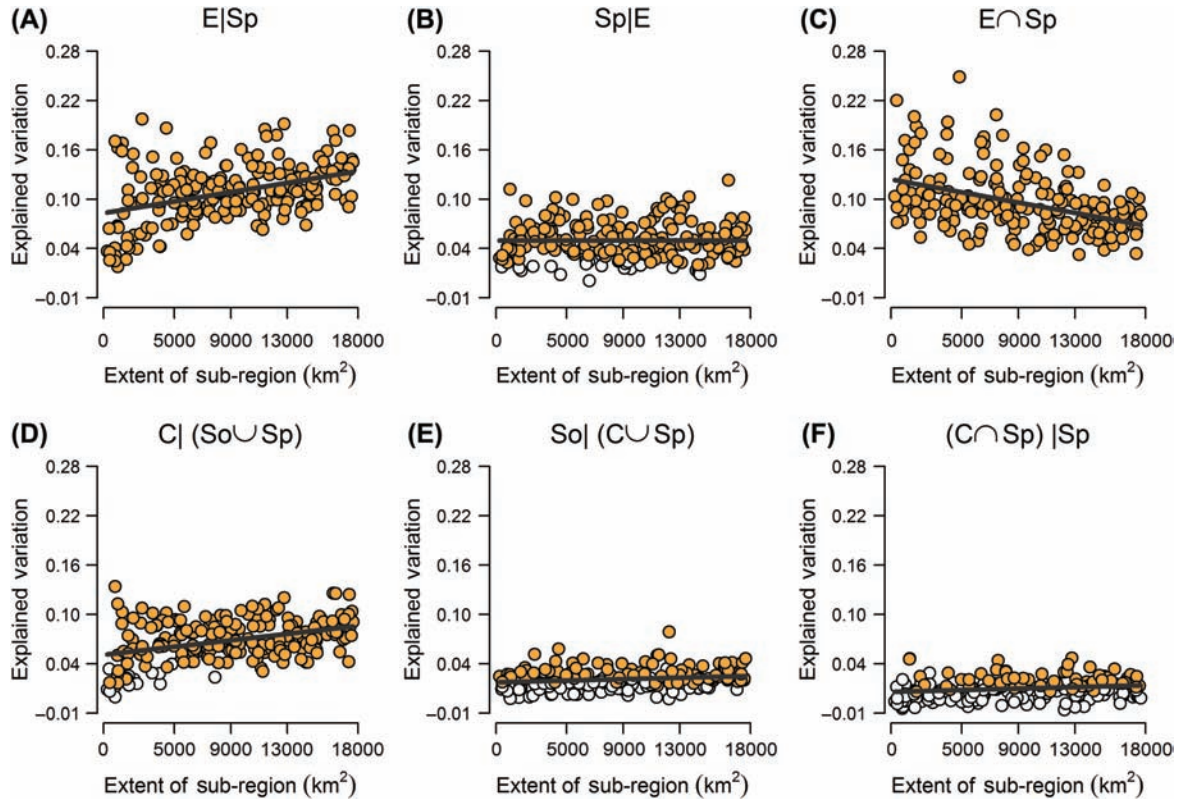 (A) E|Sp
Explained variation
0.28
0.22
0.16
0.10
0.04
−0.01
0 5000 9000 13000 18000
Extent of sub-region (km²)
(B) Sp|E
Explained variation
0.28
0.22
0.16
0.10
0.04
−0.01
0 5000 9000 13000 18000
Extent of sub-region (km²)
(C) E∩Sp
Explained variation
0.28
0.22
0.16
0.10
0.04
−0.01
0 5000 9000 13000 18000
Extent of sub-region (km²)
(D) C| (So∪Sp)
Explained variation
0.28
0.22
0.16
0.10
0.04
−0.01
0 5000 9000 13000 18000
Extent of sub-region (km²)
(E) So| (C∪Sp)
Explained variation
0.28
0.22
0.16
0.10
0.04
−0.01
0 5000 9000 13000 18000
Extent of sub-region (km²)
(F) (C∩Sp) |Sp
Explained variation
0.28
0.22
0.16
0.10
0.04
−0.01
0 5000 9000 13000 18000
Extent of sub-region (km²)